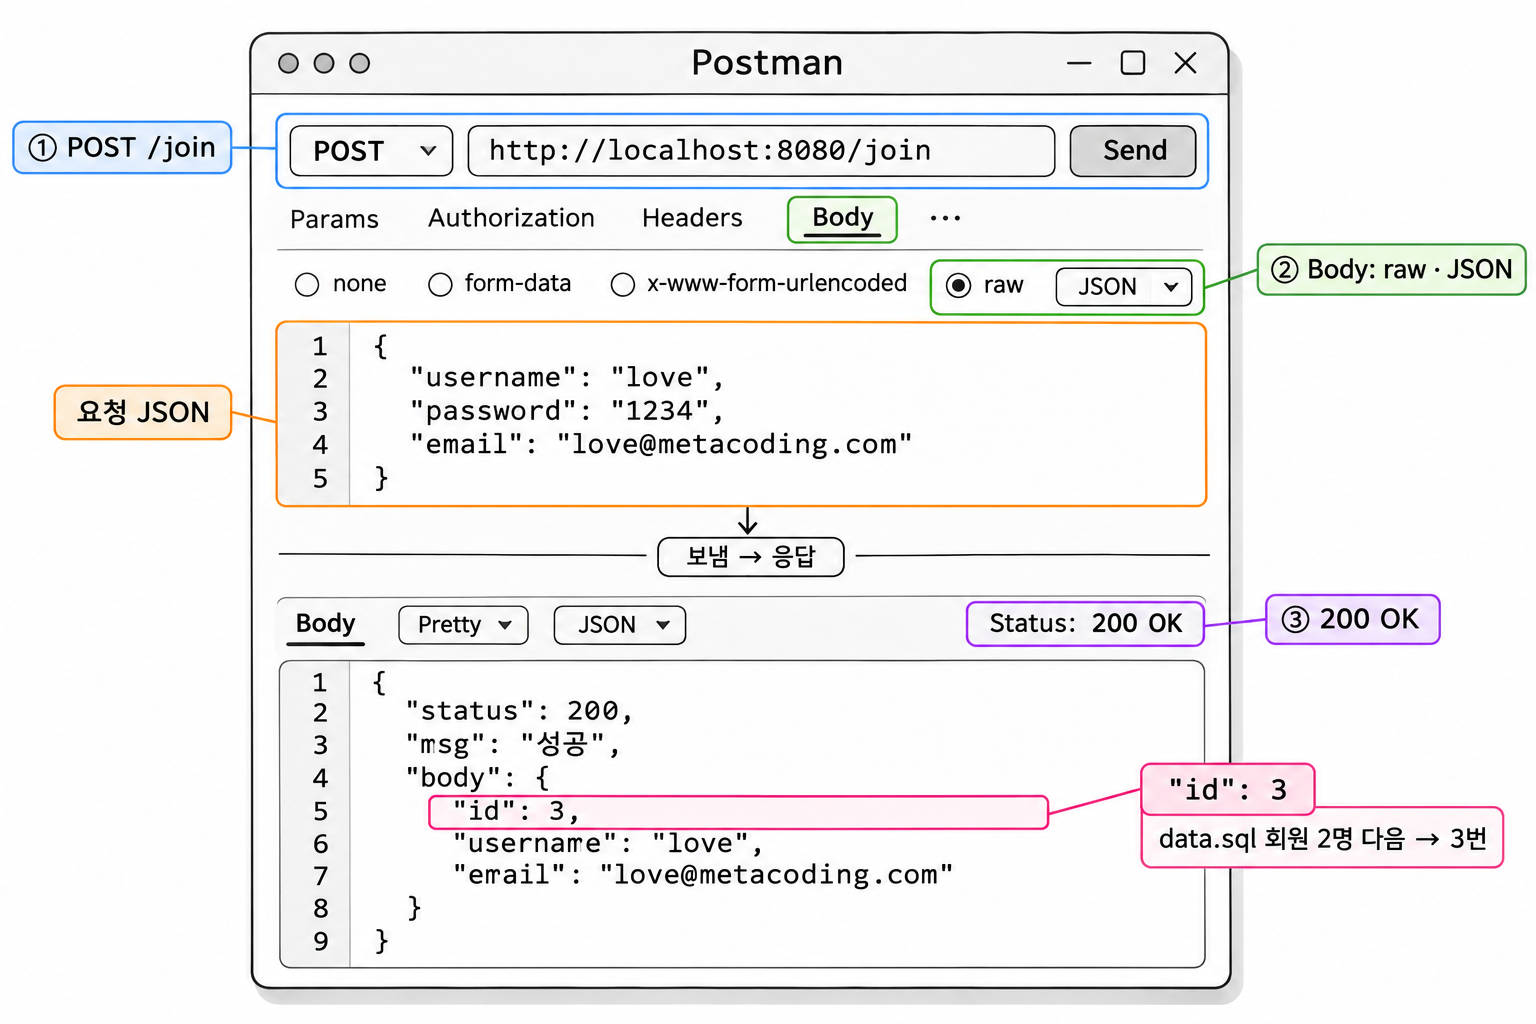 Postman
① POST /join
POST
http://localhost:8080/join
Send
Params
Authorization
Headers
Body
...
none
form-data
x-www-form-urlencoded
raw
JSON
② Body: raw · JSON
요청 JSON
1 {
2 "username": "love",
3 "password": "1234",
4 "email": "love@metacoding.com"
5 }
보냄 → 응답
Body
Pretty
JSON
Status: 200 OK
③ 200 OK
1 {
2 "status": 200,
3 "msg": "성공",
4 "body": {
5 "id": 3,
6 "username": "love",
7 "email": "love@metacoding.com"
8 }
9 }
"id": 3
data.sql 회원 2명 다음 → 3번